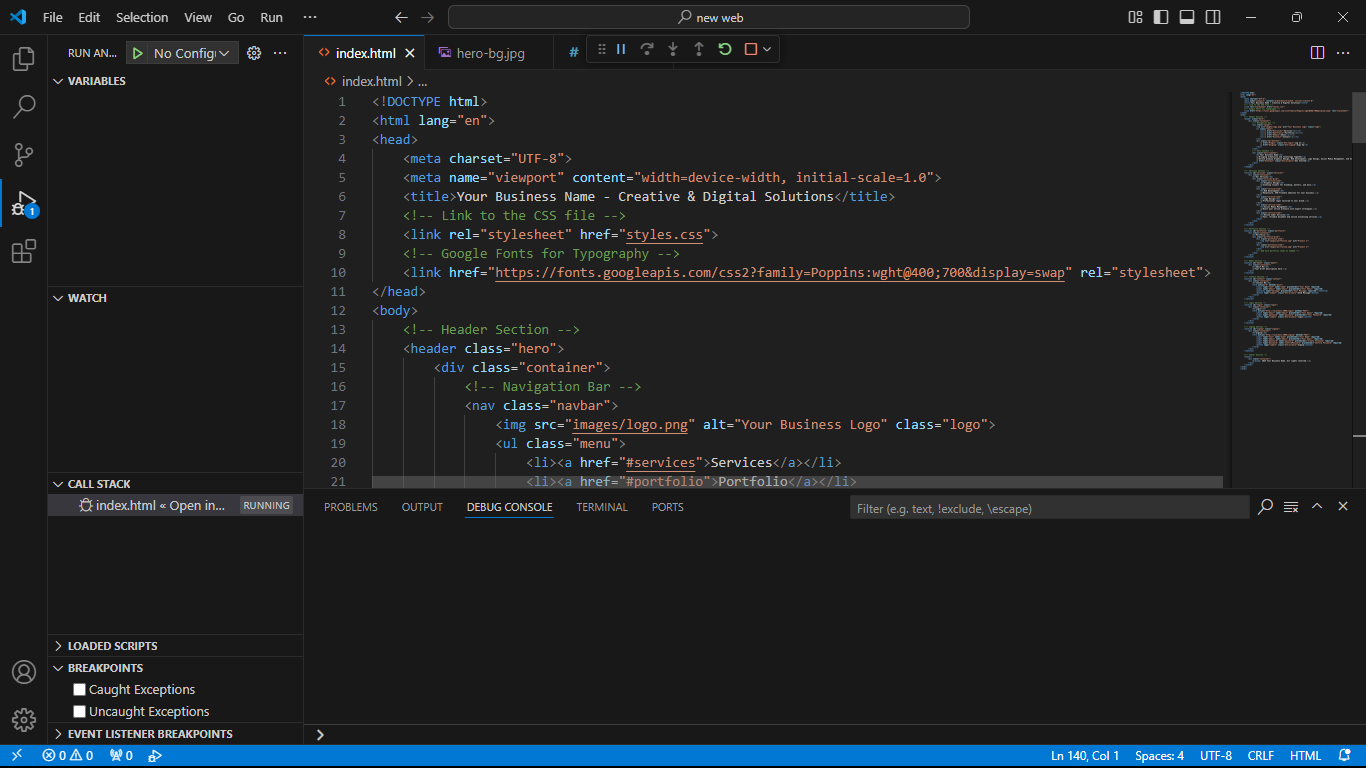 File Edit Selection View Go Run ···
new web
RUN AN... No Config
index.html
hero-bg.jpg
#
index.html > ...
VARIABLES
WATCH
CALL STACK
index.html « Open in... RUNNING
LOADED SCRIPTS
BREAKPOINTS
Caught Exceptions
Uncaught Exceptions
EVENT LISTENER BREAKPOINTS
1 <!DOCTYPE html>
2 <html lang="en">
3 <head>
4 <meta charset="UTF-8">
5 <meta name="viewport" content="width=device-width, initial-scale=1.0">
6 <title>Your Business Name - Creative & Digital Solutions</title>
7 <!-- Link to the CSS file -->
8 <link rel="stylesheet" href="styles.css">
9 <!-- Google Fonts for Typography -->
10 <link href="https://fonts.googleapis.com/css2?family=Poppins:wght@400;700&display=swap" rel="stylesheet">
11 </head>
12 <body>
13 <!-- Header Section -->
14 <header class="hero">
15 <div class="container">
16 <!-- Navigation Bar -->
17 <nav class="navbar">
18 <img src="images/logo.png" alt="Your Business Logo" class="logo">
19 <ul class="menu">
20 <li><a href="#services">Services</a></li>
21 <li><a href="#portfolio">Portfolio</a></li>
PROBLEMS OUTPUT DEBUG CONSOLE TERMINAL PORTS
Filter (e.g. text, !exclude, \escape)
1
0 0 0
Ln 140, Col 1 Spaces: 4 UTF-8 CRLF HTML